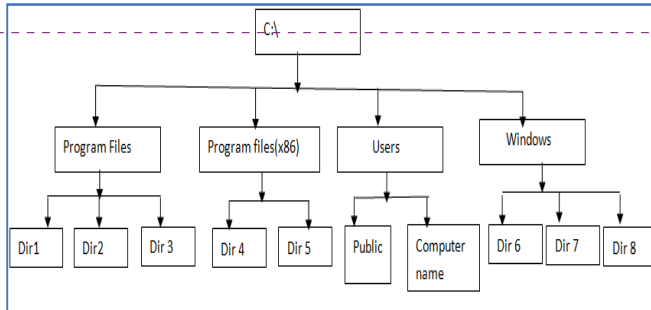 C:\
Program Files
Program files(x86)
Users
Windows
Dir1
Dir2
Dir 3
Dir 4
Dir 5
Public
Computer
name
Dir 6
Dir 7
Dir 8